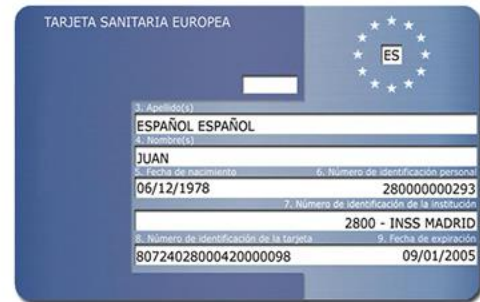 TARJETA SANITARIA EUROPEA
ES
3. Apellido(s)
ESPAÑOL ESPAÑOL
4. Nombre(s)
JUAN
5. Fecha de nacimiento 6. Número de identificación personal
06/12/1978 280000000293
7. Número de identificación de la institución
2800 - INSS MADRID
8. Número de identificación de la tarjeta 9. Fecha de expiración
80724028000420000098 09/01/2005